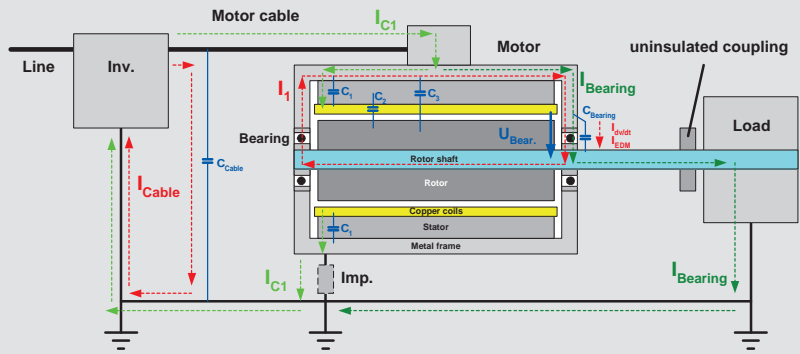 Motor cable
I_C1
Line
Inv.
Motor
uninsulated coupling
I_1
C_1
C_2
C_3
I_Bearing
C_Bearing
I_dv/dt
I_EDM
Load
Bearing
U_Bear.
Rotor shaft
C_Cable
I_Cable
Rotor
Copper coils
C_1
Stator
Metal frame
I_C1
Imp.
I_Bearing